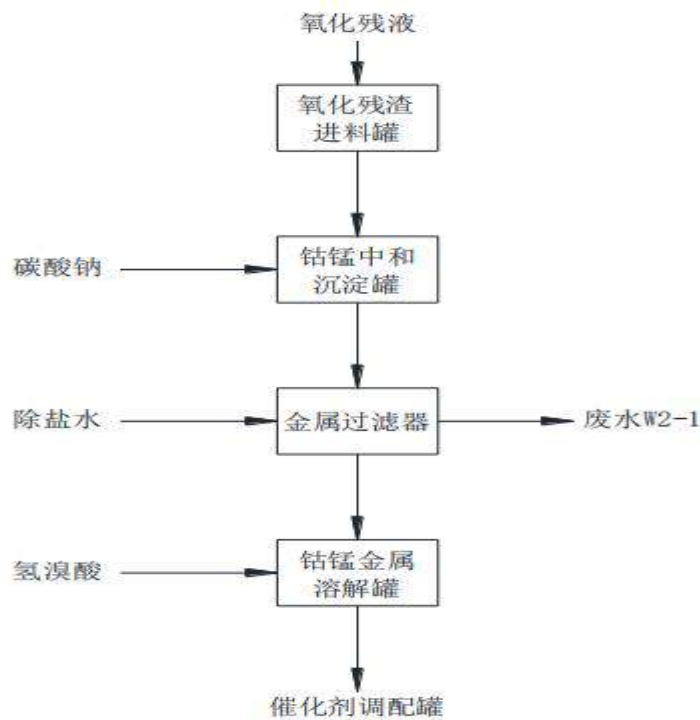 氧化残液
氧化残渣
进料罐
碳酸钠
钴锰中和
沉淀罐
除盐水
金属过滤器
废水W2-1
氢溴酸
钴锰金属
溶解罐
催化剂调配罐